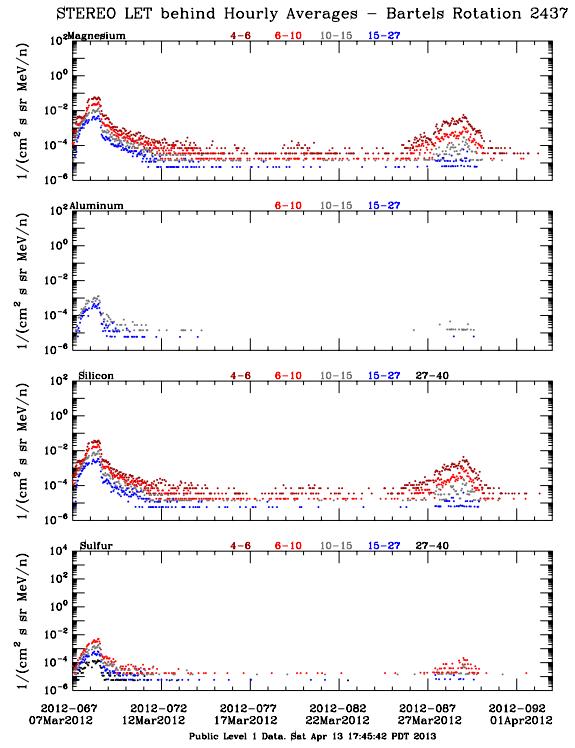 STEREO LET behind Hourly Averages – Bartels Rotation 2437
Magnesium 4-6 6-10 10-15 15-27
10² 10⁰ 10⁻² 10⁻⁴ 10⁻⁶
1/(cm² s sr MeV/n)
Aluminum 6-10 10-15 15-27
10² 10⁰ 10⁻² 10⁻⁴ 10⁻⁶
1/(cm² s sr MeV/n)
Silicon 4-6 6-10 10-15 15-27 27-40
10² 10⁰ 10⁻² 10⁻⁴ 10⁻⁶
1/(cm² s sr MeV/n)
Sulfur 4-6 6-10 10-15 15-27 27-40
10⁴ 10² 10⁰ 10⁻² 10⁻⁴ 10⁻⁶
1/(cm² s sr MeV/n)
2012-067 2012-072 2012-077 2012-082 2012-087 2012-092
07Mar2012 12Mar2012 17Mar2012 22Mar2012 27Mar2012 01Apr2012
Public Level 1 Data. Sat Apr 13 17:45:42 PDT 2013